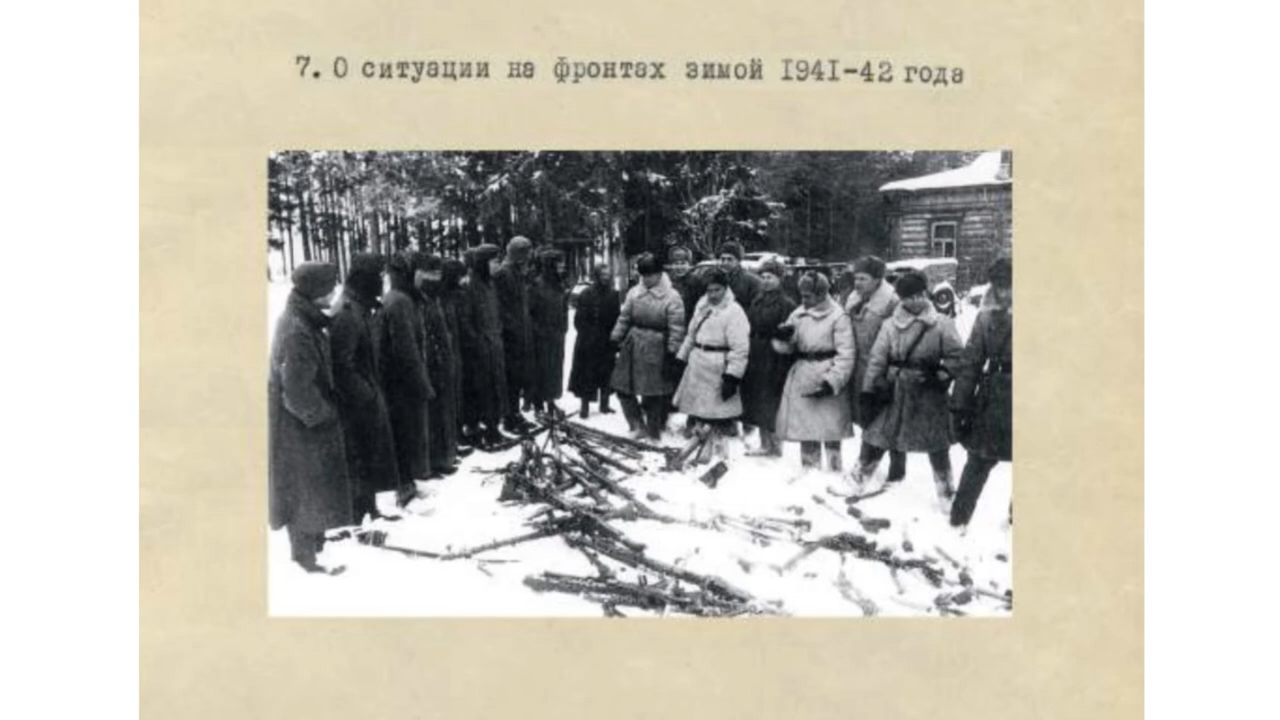 7. О ситуации на фронтах зимой 1941-42 года